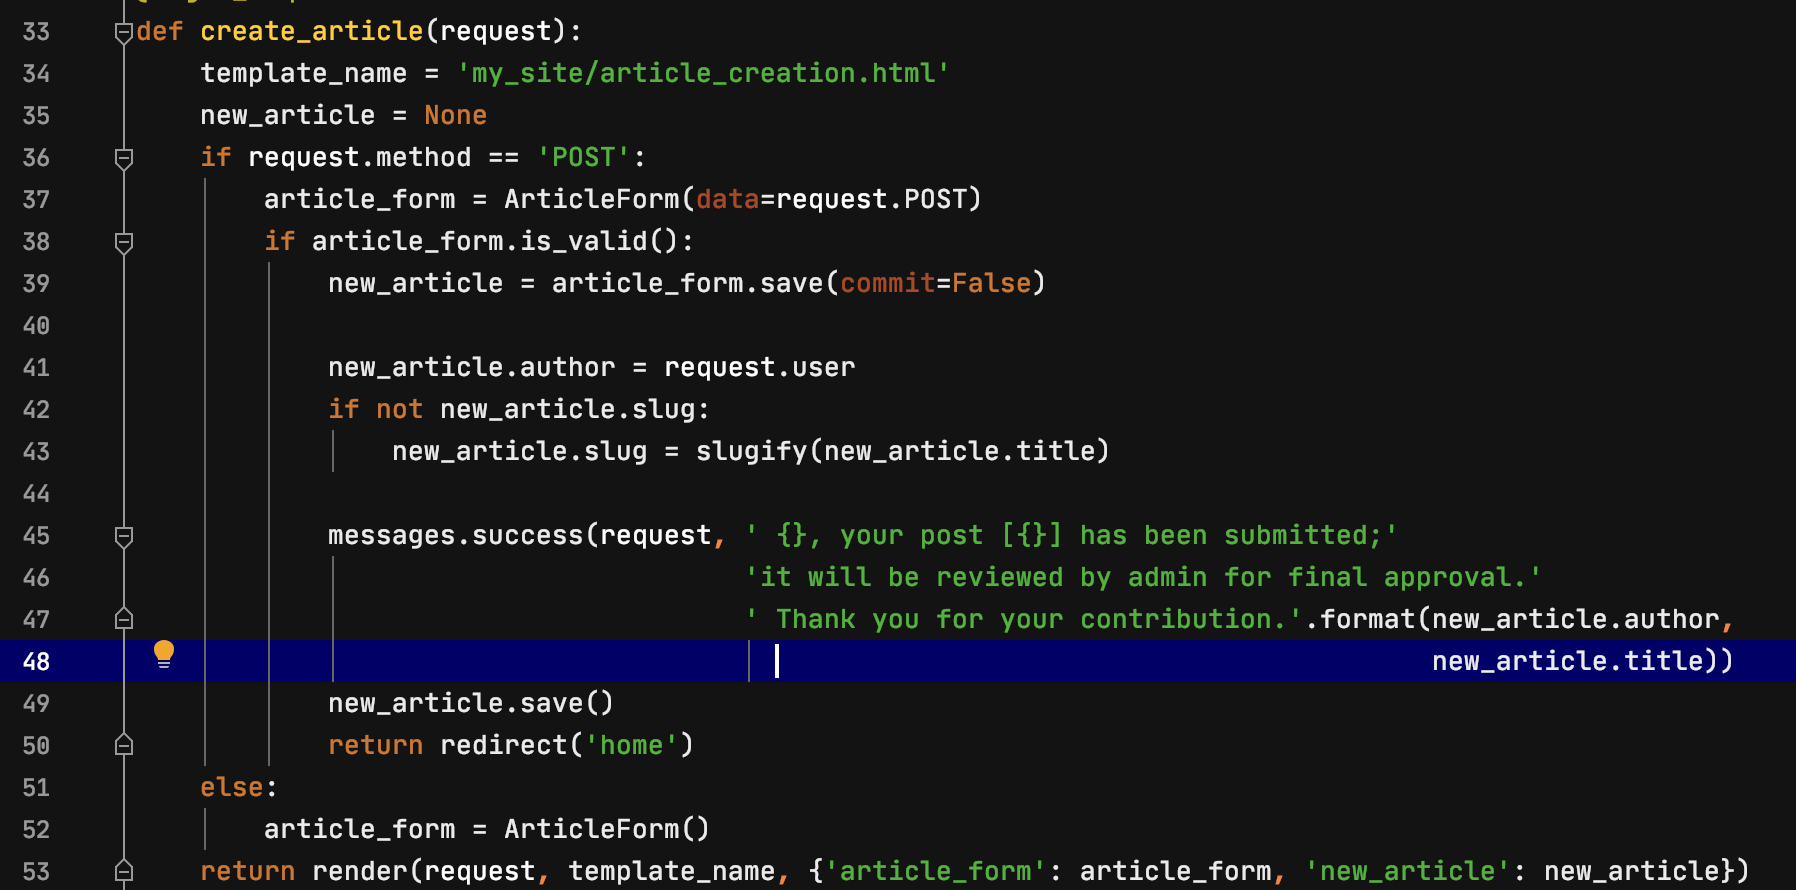 33 def create_article(request):
34 template_name = 'my_site/article_creation.html'
35 new_article = None
36 if request.method == 'POST':
37 article_form = ArticleForm(data=request.POST)
38 if article_form.is_valid():
39 new_article = article_form.save(commit=False)
40
41 new_article.author = request.user
42 if not new_article.slug:
43 new_article.slug = slugify(new_article.title)
44
45 messages.success(request, ' {}, your post [{}] has been submitted;'
46 'it will be reviewed by admin for final approval.'
47 ' Thank you for your contribution.'.format(new_article.author,
48 new_article.title))
49 new_article.save()
50 return redirect('home')
51 else:
52 article_form = ArticleForm()
53 return render(request, template_name, {'article_form': article_form, 'new_article': new_article})